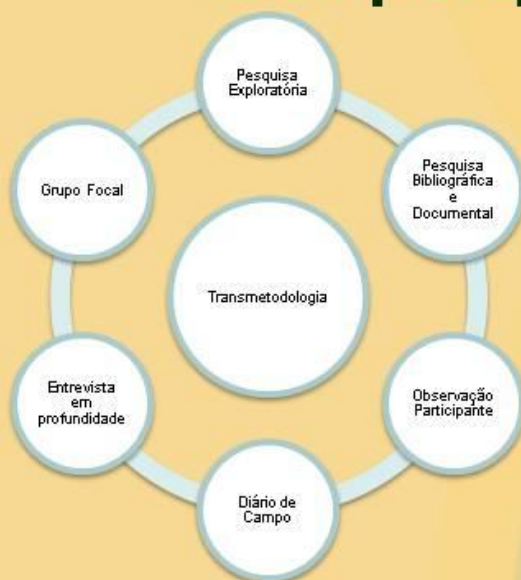 Pesquisa
Exploratória
Pesquisa
Bibliográfica
e
Documental
Observação
Participante
Diário de
Campo
Entrevista
em
profundidade
Grupo Focal
Transmetodologia